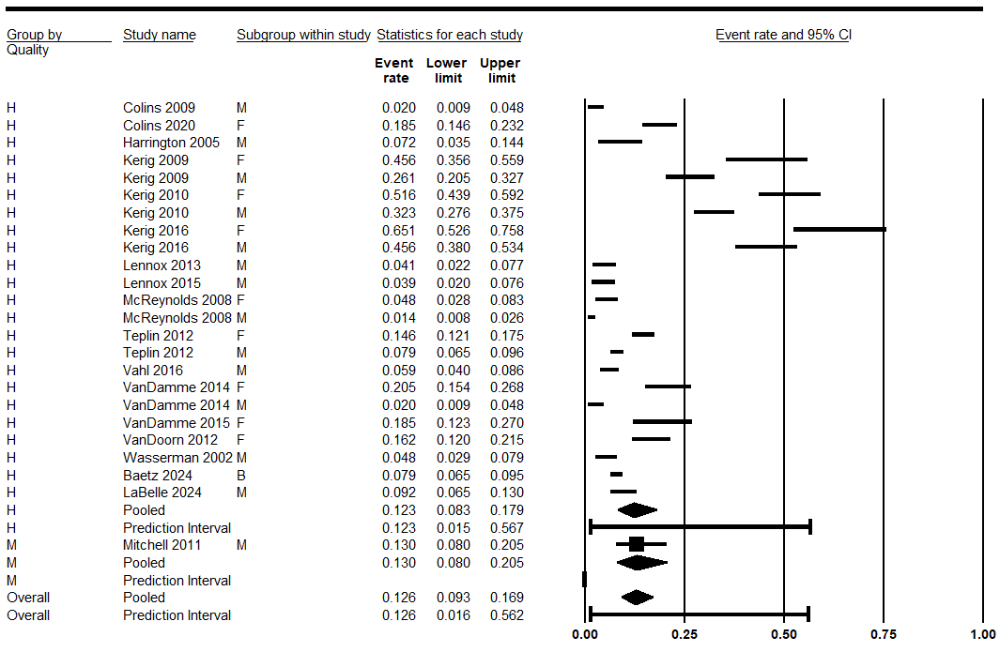 Group by Study name Subgroup within study Statistics for each study Event rate and 95% CI
Quality
Event Lower Upper
rate limit limit
H Colins 2009 M 0.020 0.009 0.048
H Colins 2020 F 0.185 0.146 0.232
H Harrington 2005 M 0.072 0.035 0.144
H Kerig 2009 F 0.456 0.356 0.559
H Kerig 2009 M 0.261 0.205 0.327
H Kerig 2010 F 0.516 0.439 0.592
H Kerig 2010 M 0.323 0.276 0.375
H Kerig 2016 F 0.651 0.526 0.758
H Kerig 2016 M 0.456 0.380 0.534
H Lennox 2013 M 0.041 0.022 0.077
H Lennox 2015 M 0.039 0.020 0.076
H McReynolds 2008 F 0.048 0.028 0.083
H McReynolds 2008 M 0.014 0.008 0.026
H Teplin 2012 F 0.146 0.121 0.175
H Teplin 2012 M 0.079 0.065 0.096
H Vahl 2016 M 0.059 0.040 0.086
H VanDamme 2014 F 0.205 0.154 0.268
H VanDamme 2014 M 0.020 0.009 0.048
H VanDamme 2015 F 0.185 0.123 0.270
H VanDoorn 2012 F 0.162 0.120 0.215
H Wasserman 2002 M 0.048 0.029 0.079
H Baetz 2024 B 0.079 0.065 0.095
H LaBelle 2024 M 0.092 0.065 0.130
H Pooled 0.123 0.083 0.179
H Prediction Interval 0.123 0.015 0.567
M Mitchell 2011 M 0.130 0.080 0.205
M Pooled 0.130 0.080 0.205
M Prediction Interval
Overall Pooled 0.126 0.093 0.169
Overall Prediction Interval 0.126 0.016 0.562
0.00 0.25 0.50 0.75 1.00